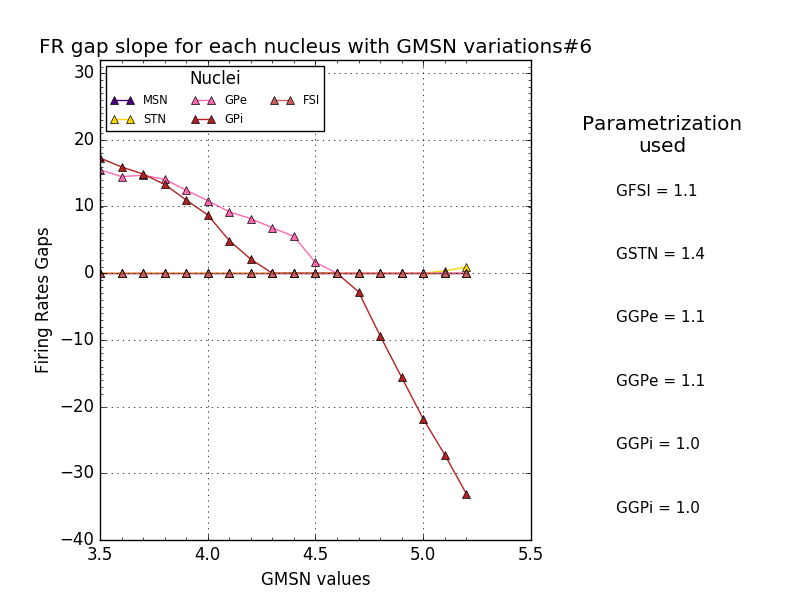 FR gap slope for each nucleus with GMSN variations#6
Nuclei
MSN GPe FSI
STN GPi
30
20
10
0
−10
−20
−30
−40
Firing Rates Gaps
3.5 4.0 4.5 5.0 5.5
GMSN values
Parametrization
used
GFSI = 1.1
GSTN = 1.4
GGPe = 1.1
GGPe = 1.1
GGPi = 1.0
GGPi = 1.0